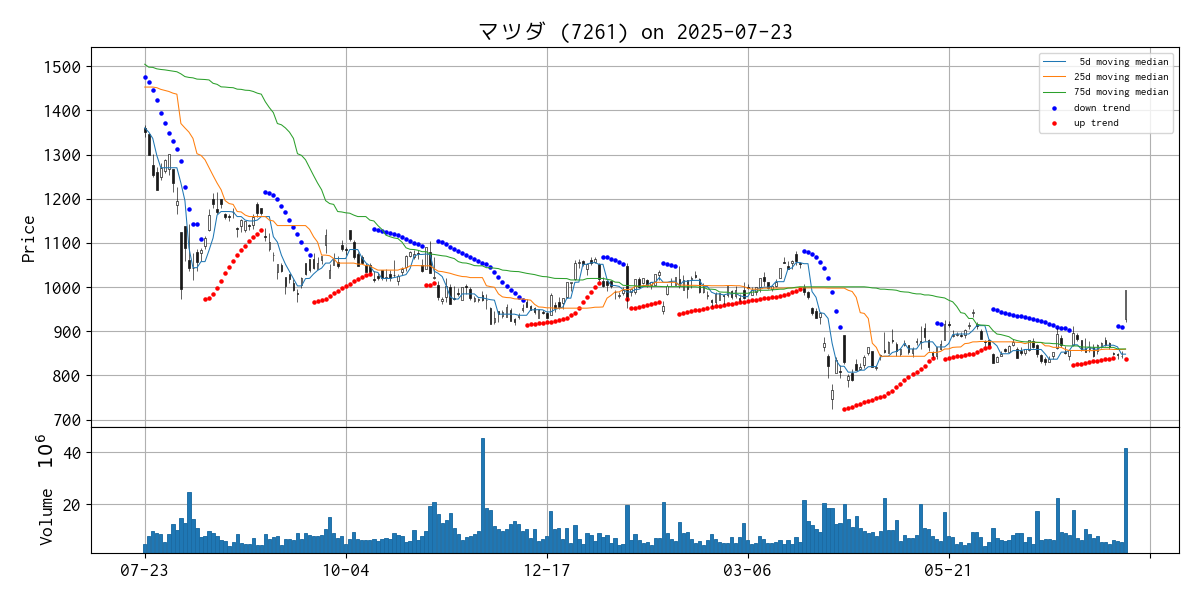 マツダ (7261) on 2025-07-23
5d moving median
25d moving median
75d moving median
down trend
up trend
Price
1500
1400
1300
1200
1100
1000
900
800
700
Volume 10^6
40
20
07-23
10-04
12-17
03-06
05-21